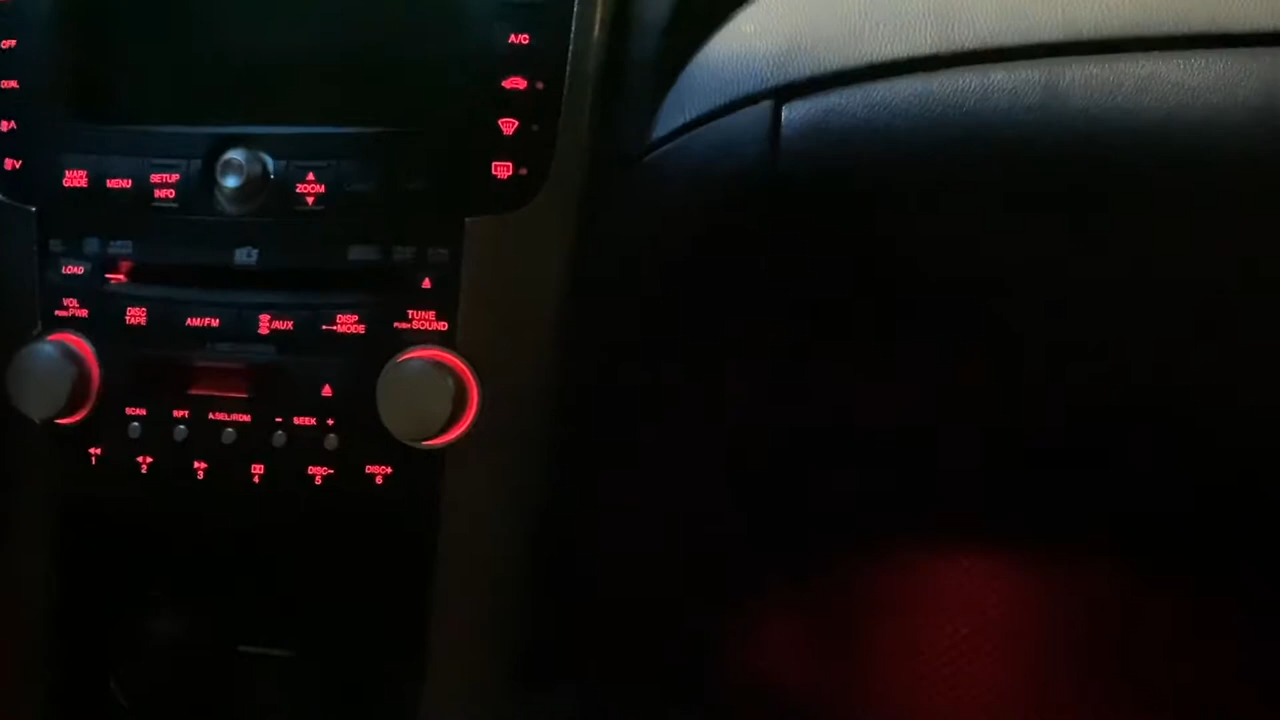 OFF
A/C
DUAL
MAP/
GUIDE
MENU
SETUP
INFO
ZOOM
LOAD
VOL
PUSH PWR
DISC
TAPE
AM/FM
/AUX
DISP
MODE
TUNE
PUSH SOUND
SCAN
RPT
A.SEL/RDM
- SEEK +
1
2
3
4
DISC-
5
DISC+
6